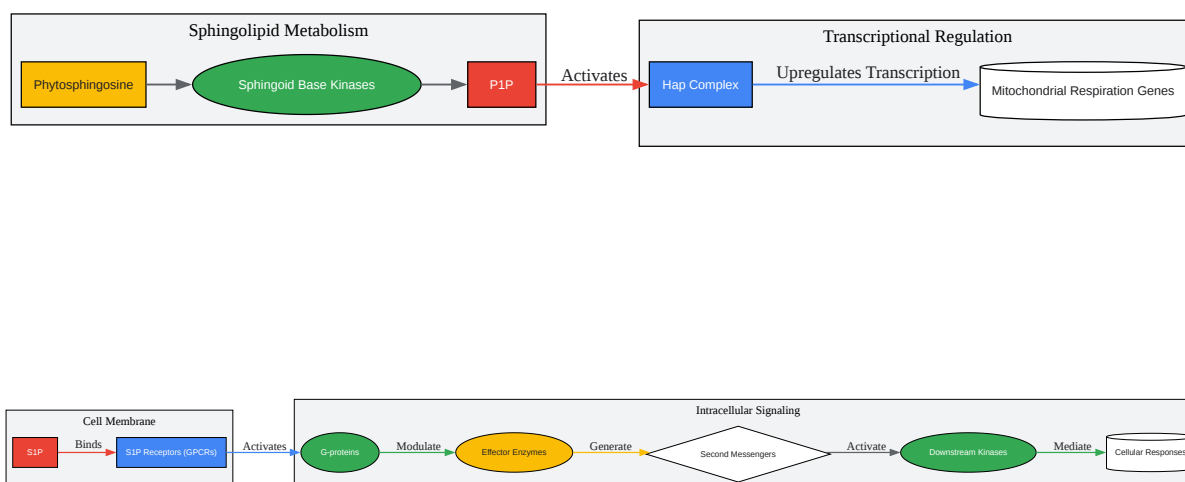 Sphingolipid Metabolism
Transcriptional Regulation
Phytosphingosine
Sphingoid Base Kinases
P1P
Activates
Hap Complex
Upregulates Transcription
Mitochondrial Respiration Genes
Cell Membrane
Intracellular Signaling
S1P
Binds
S1P Receptors (GPCRs)
Activates
G-proteins
Modulate
Effector Enzymes
Generate
Second Messengers
Activate
Downstream Kinases
Mediate
Cellular Responses